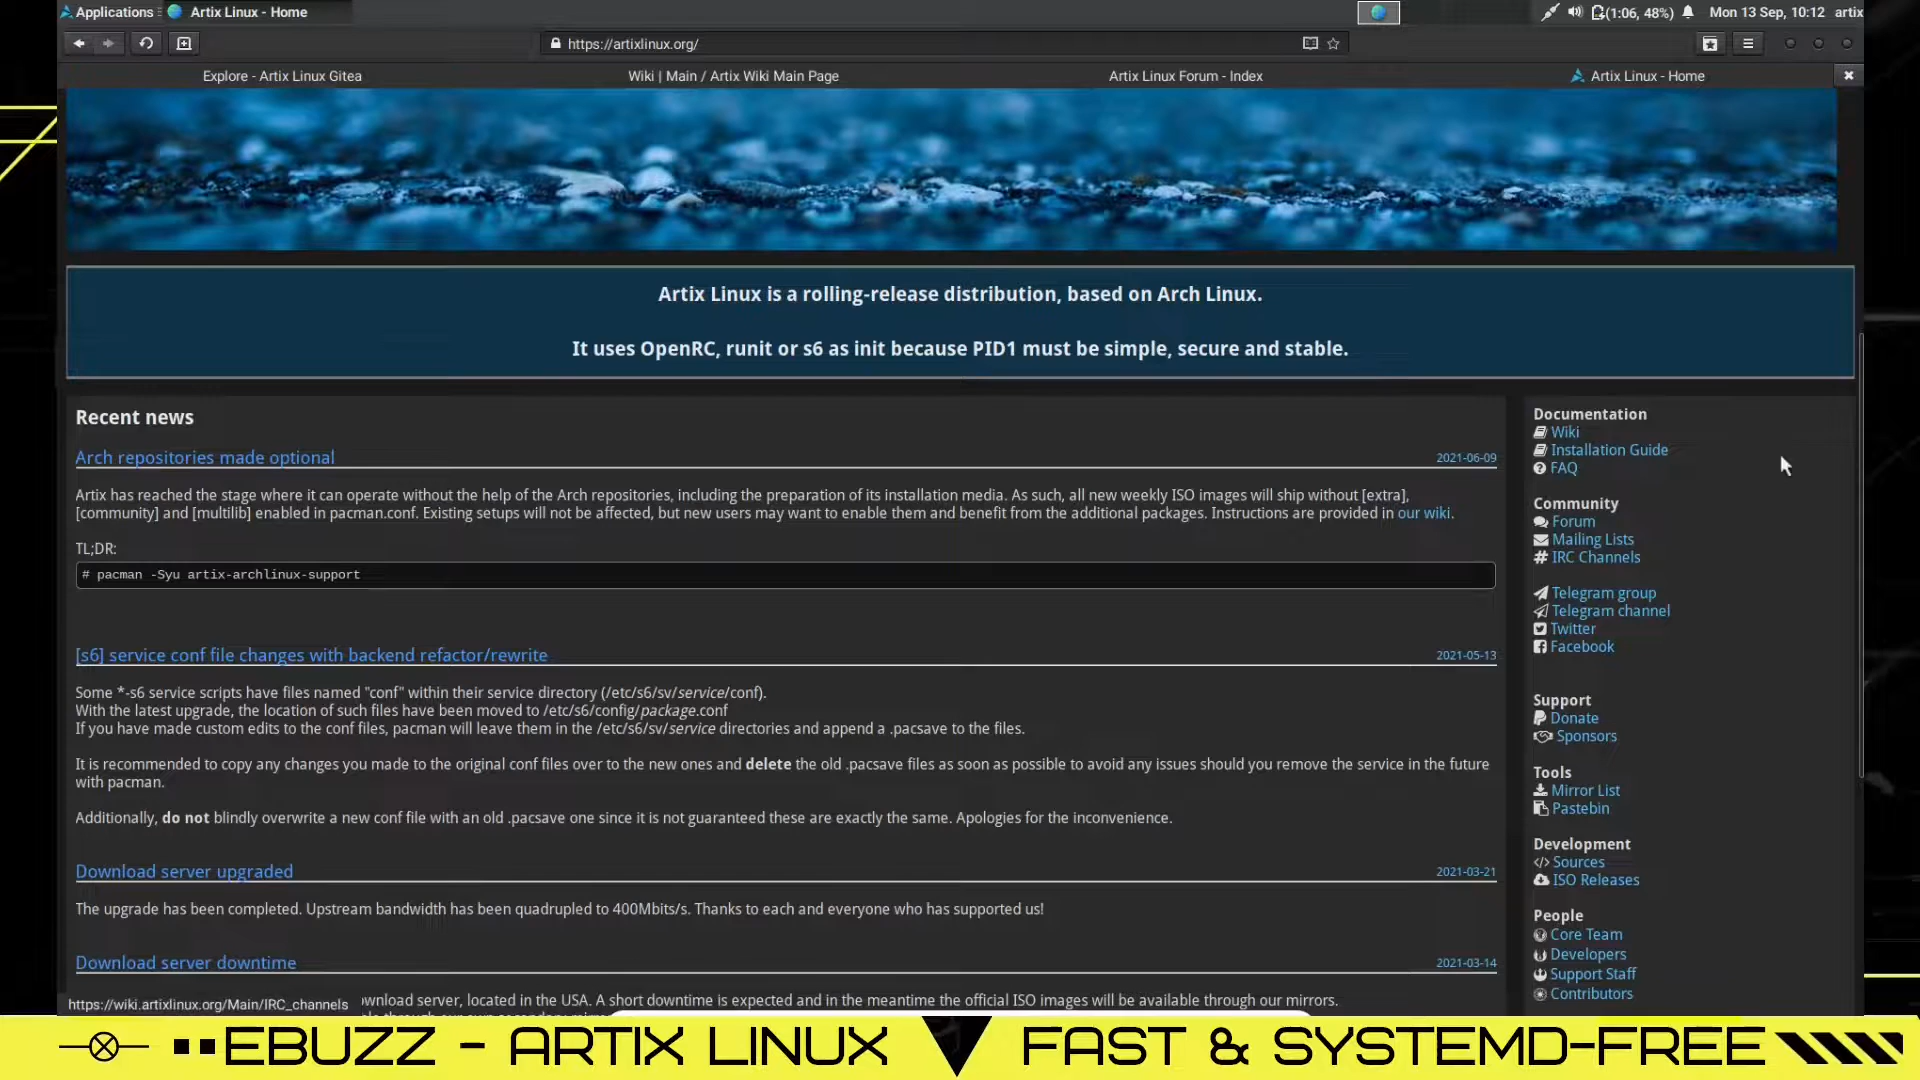 Applications
Artix Linux - Home
(1:06, 48%)
Mon 13 Sep, 10:12
artix
https://artixlinux.org/
Explore - Artix Linux Gitea
Wiki | Main / Artix Wiki Main Page
Artix Linux Forum - Index
Artix Linux - Home
Artix Linux is a rolling-release distribution, based on Arch Linux.
It uses OpenRC, runit or s6 as init because PID1 must be simple, secure and stable.
Recent news
Arch repositories made optional
2021-06-09
Artix has reached the stage where it can operate without the help of the Arch repositories, including the preparation of its installation media. As such, all new weekly ISO images will ship without [extra],
[community] and [multilib] enabled in pacman.conf. Existing setups will not be affected, but new users may want to enable them and benefit from the additional packages. Instructions are provided in our wiki.
TL;DR:
# pacman -Syu artix-archlinux-support
[s6] service conf file changes with backend refactor/rewrite
2021-05-13
Some *-s6 service scripts have files named "conf" within their service directory (/etc/s6/sv/service/conf).
With the latest upgrade, the location of such files have been moved to /etc/s6/config/package.conf
If you have made custom edits to the conf files, pacman will leave them in the /etc/s6/sv/service directories and append a .pacsave to the files.
It is recommended to copy any changes you made to the original conf files over to the new ones and delete the old .pacsave files as soon as possible to avoid any issues should you remove the service in the future
with pacman.
Additionally, do not blindly overwrite a new conf file with an old .pacsave one since it is not guaranteed these are exactly the same. Apologies for the inconvenience.
Download server upgraded
2021-03-21
The upgrade has been completed. Upstream bandwidth has been quadrupled to 400Mbits/s. Thanks to each and everyone who has supported us!
Download server downtime
2021-03-14
wnload server, located in the USA. A short downtime is expected and in the meantime the official ISO images will be available through our mirrors.
https://wiki.artixlinux.org/Main/IRC_channels
Documentation
Wiki
Installation Guide
FAQ
Community
Forum
Mailing Lists
IRC Channels
Telegram group
Telegram channel
Twitter
Facebook
Support
Donate
Sponsors
Tools
Mirror List
Pastebin
Development
Sources
ISO Releases
People
Core Team
Developers
Support Staff
Contributors
EBUZZ - ARTIX LINUX
FAST & SYSTEMD-FREE